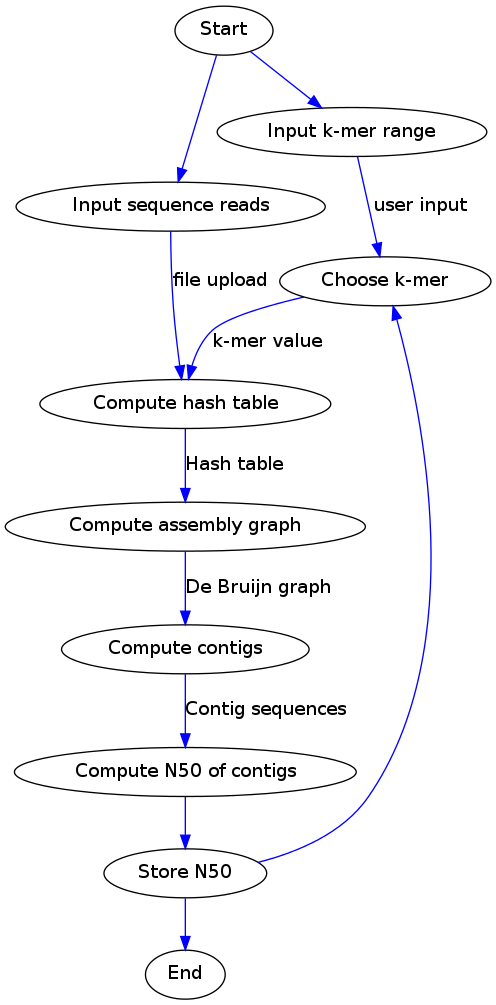 Start
Input k-mer range
Input sequence reads
user input
file upload
Choose k-mer
k-mer value
Compute hash table
Hash table
Compute assembly graph
De Bruijn graph
Compute contigs
Contig sequences
Compute N50 of contigs
Store N50
End